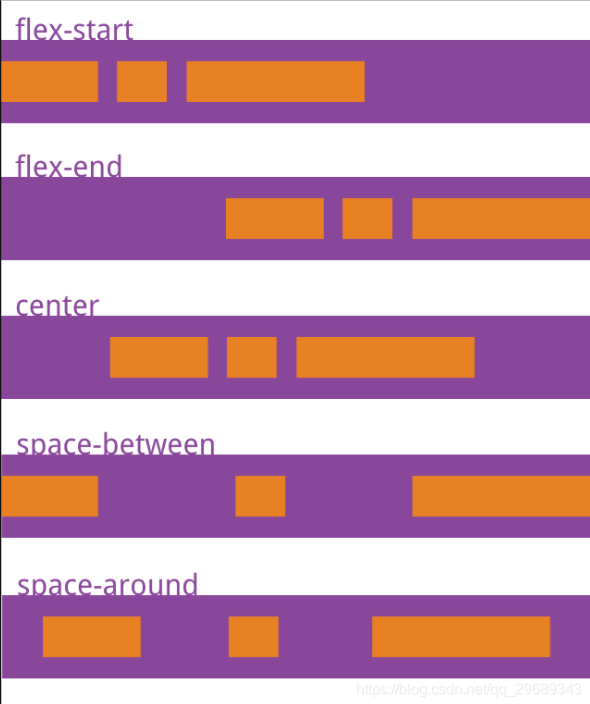 flex-start
flex-end
center
space-between
space-around
https://blog.csdn.net/qq_29689343